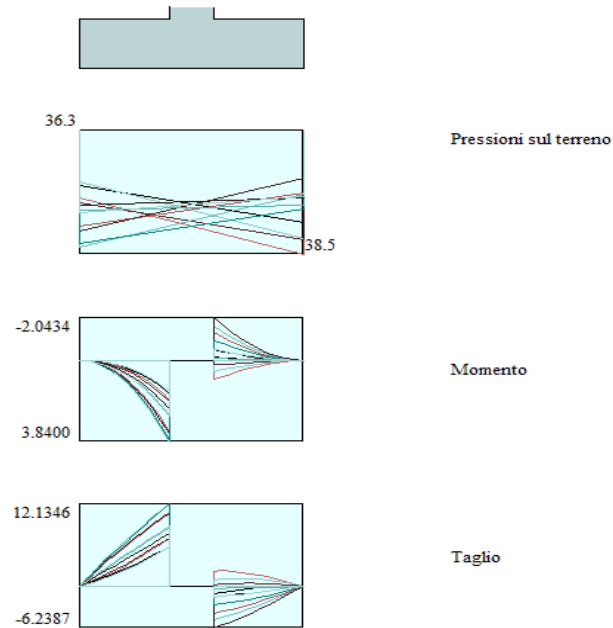 36.3
Pressioni sul terreno
38.5
-2.0434
Momento
3.8400
12.1346
Taglio
-6.2387